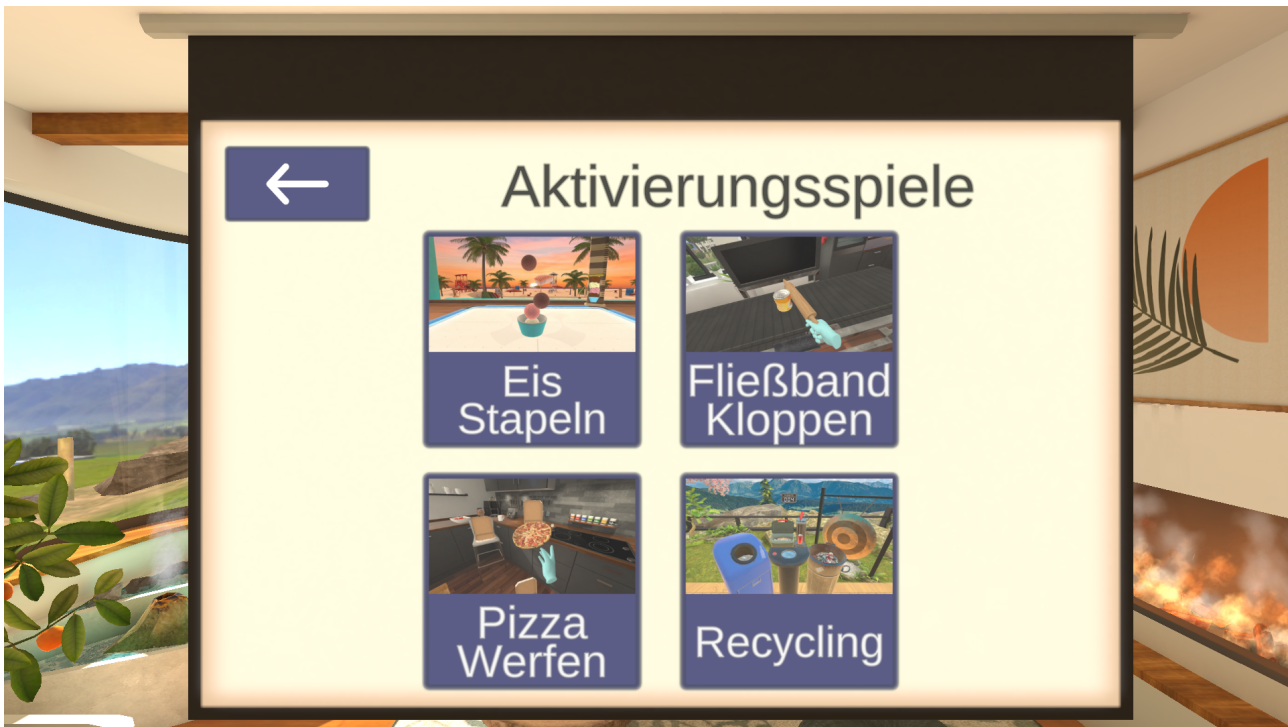 Aktivierungsspiele
Eis
Stapeln
Fließband
Kloppen
Pizza
Werfen
Recycling